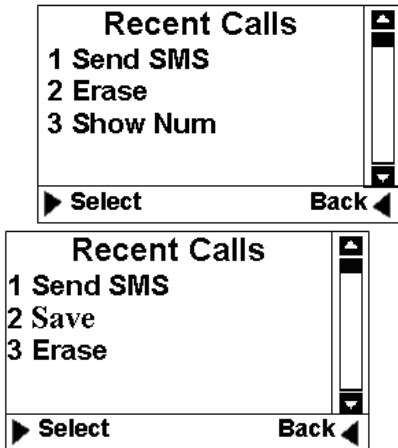 Recent Calls
1 Send SMS
2 Erase
3 Show Num
Select Back
Recent Calls
1 Send SMS
2 Save
3 Erase
Select Back